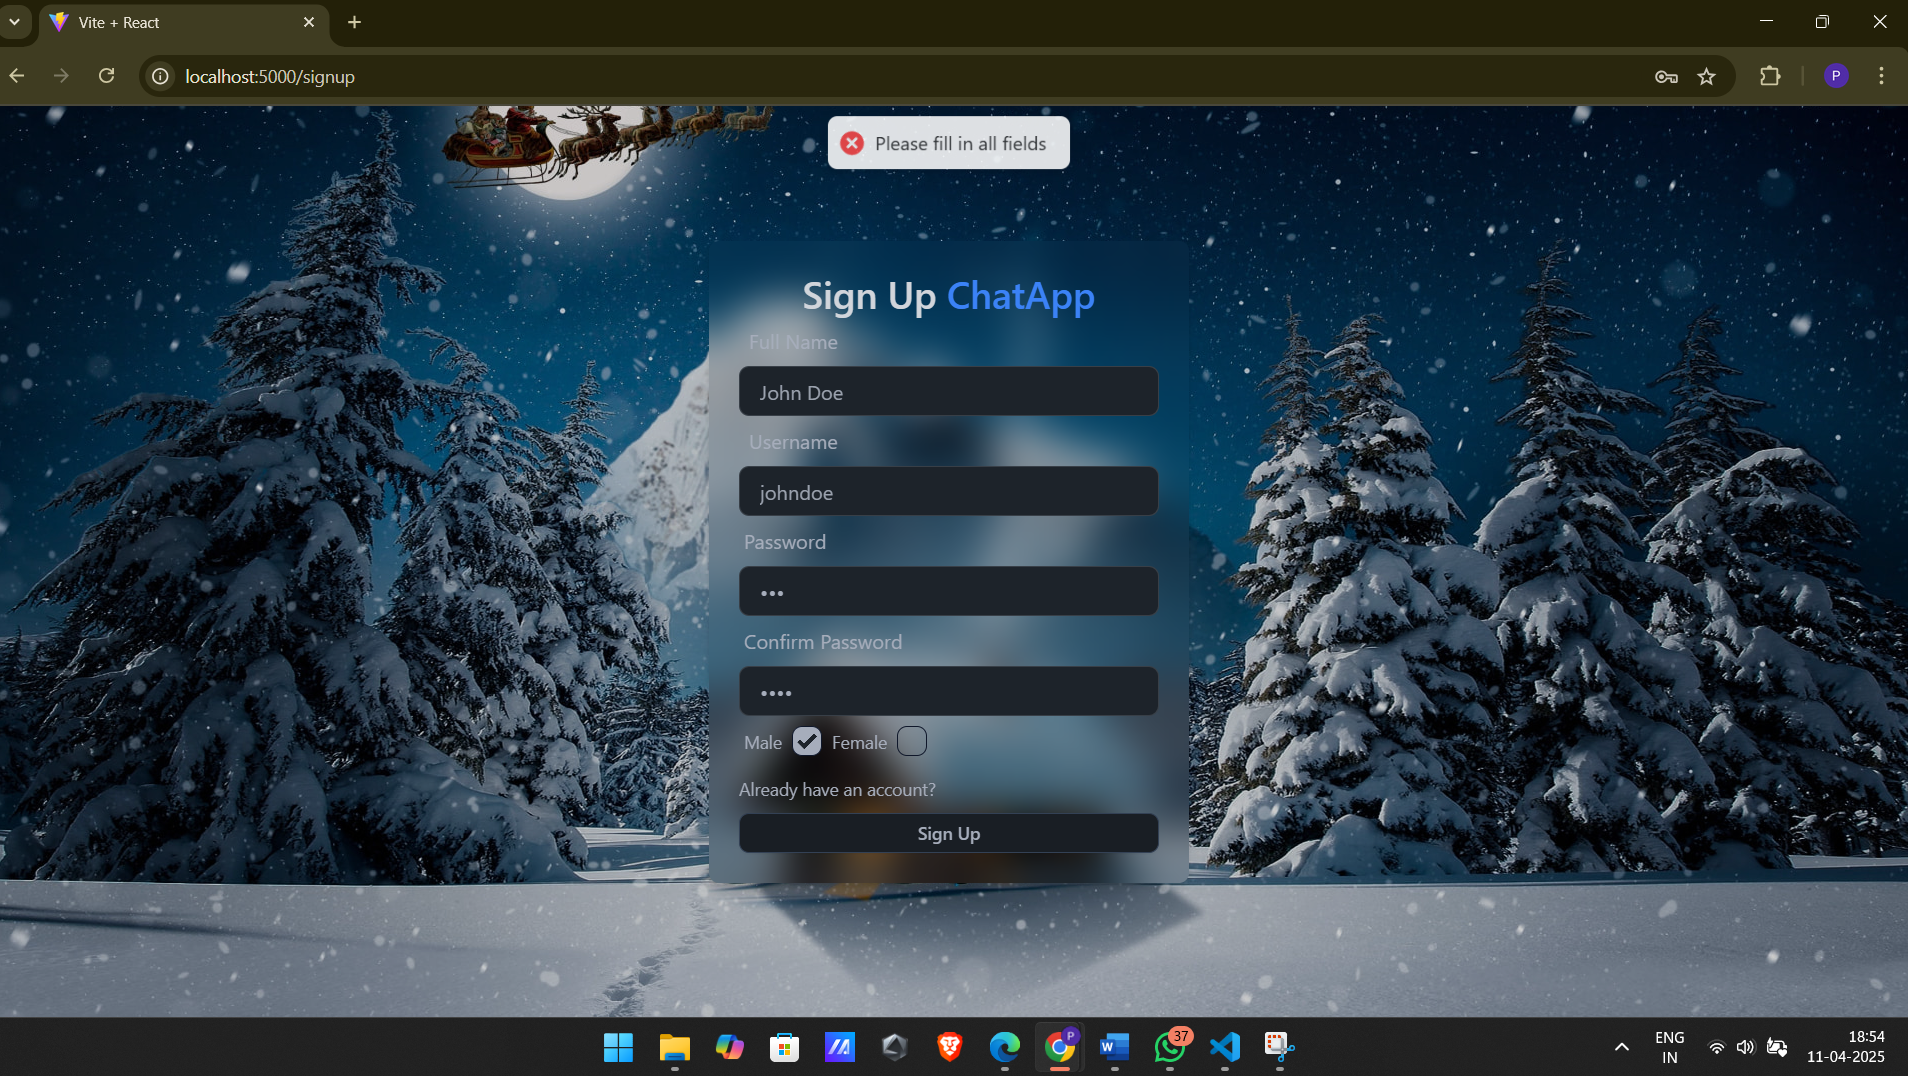 Vite + React
localhost:5000/signup
P
Please fill in all fields
Sign Up ChatApp
Full Name
John Doe
Username
johndoe
Password
•••
Confirm Password
••••
Male Female
Already have an account?
Sign Up
P
W
37
ENG
IN
18:54
11-04-2025